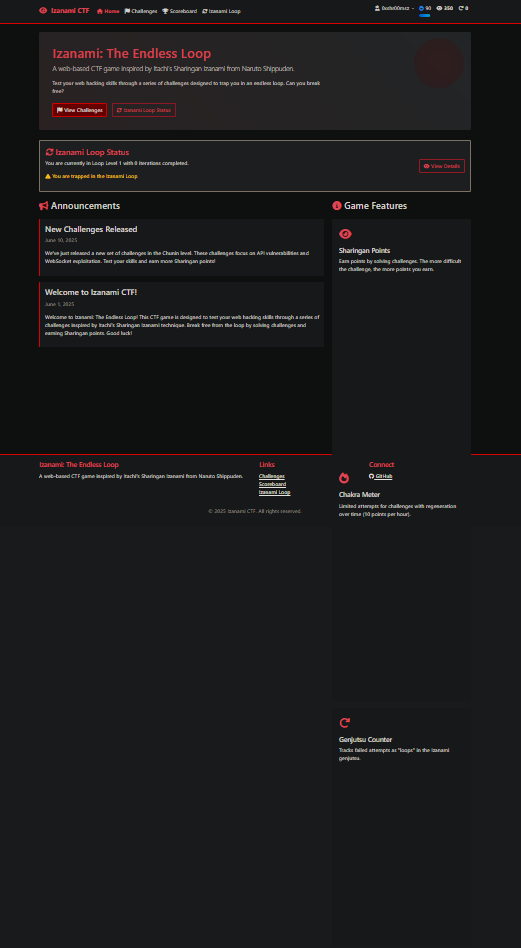 Izanami CTF
Home
Challenges
Scoreboard
Izanami Loop
90
358
8
Izanami: The Endless Loop
A web-based CTF game inspired by Itachi's Sharingan Izanami from Naruto Shippuden.
Test your web hacking skills through a series of challenges designed to trap you in an endless loop. Can you break
free?
View Challenges
Izanami Loop Status
Izanami Loop Status
You are currently in Loop Level 1 with 0 iterations completed.
You are trapped in the Izanami Loop
View Details
Announcements
New Challenges Released
June 10, 2025
We've just released a new set of challenges in the Chunin level. These challenges focus on API vulnerabilities and
WebSocket exploitation. Test your skills and earn more Sharingan points!
Welcome to Izanami CTF!
June 1, 2025
Welcome to Izanami: The Endless Loop! This CTF game is designed to test your web hacking skills through a series of
challenges inspired by Itachi's Sharingan Izanami technique. Break free from the loop by solving challenges and
earning Sharingan points. Good luck!
Game Features
Sharingan Points
Earn points by solving challenges. The more difficult
the challenge, the more points you earn.
Chakra Meter
Limited attempts for challenges with regeneration
over time (10 points per hour).
Genjutsu Counter
Tracks failed attempts as "loops" in the Izanami
genjutsu.
Izanami: The Endless Loop
A web-based CTF game inspired by Itachi's Sharingan Izanami from Naruto Shippuden.
Links
Challenges
Scoreboard
Izanami Loop
Connect
GitHub
© 2025 Izanami CTF. All rights reserved.